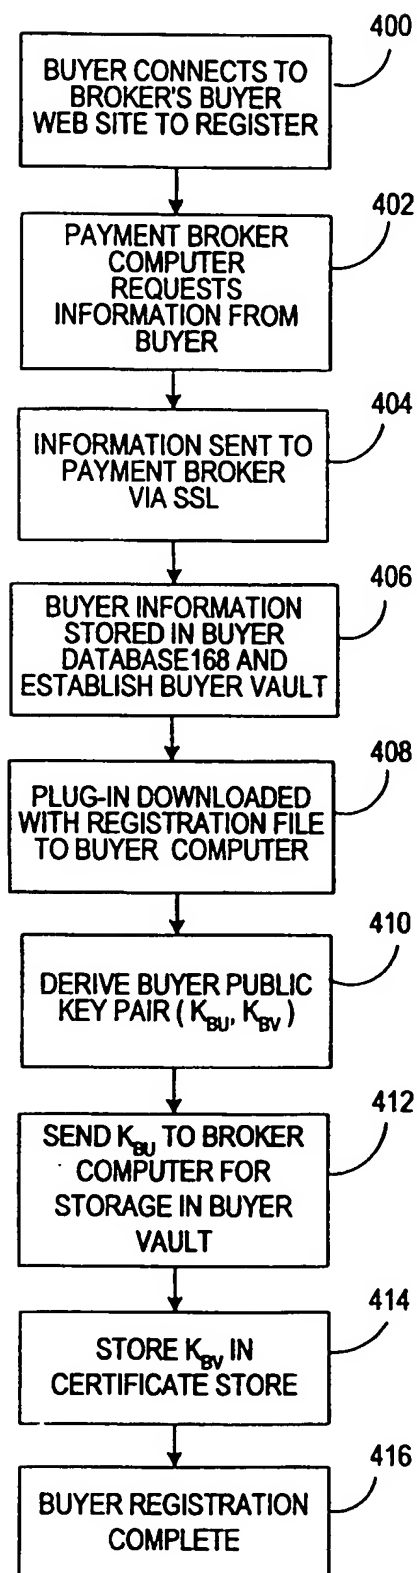 400
BUYER CONNECTS TO
BROKER'S BUYER
WEB SITE TO REGISTER
402
PAYMENT BROKER
COMPUTER
REQUESTS
INFORMATION FROM
BUYER
404
INFORMATION SENT TO
PAYMENT BROKER
VIA SSL
406
BUYER INFORMATION
STORED IN BUYER
DATABASE168 AND
ESTABLISH BUYER VAULT
408
PLUG-IN DOWNLOADED
WITH REGISTRATION FILE
TO BUYER COMPUTER
410
DERIVE BUYER PUBLIC
KEY PAIR ( KBU, KBV )
412
SEND KBU TO BROKER
COMPUTER FOR
STORAGE IN BUYER
VAULT
414
STORE KBV IN
CERTIFICATE STORE
416
BUYER REGISTRATION
COMPLETE